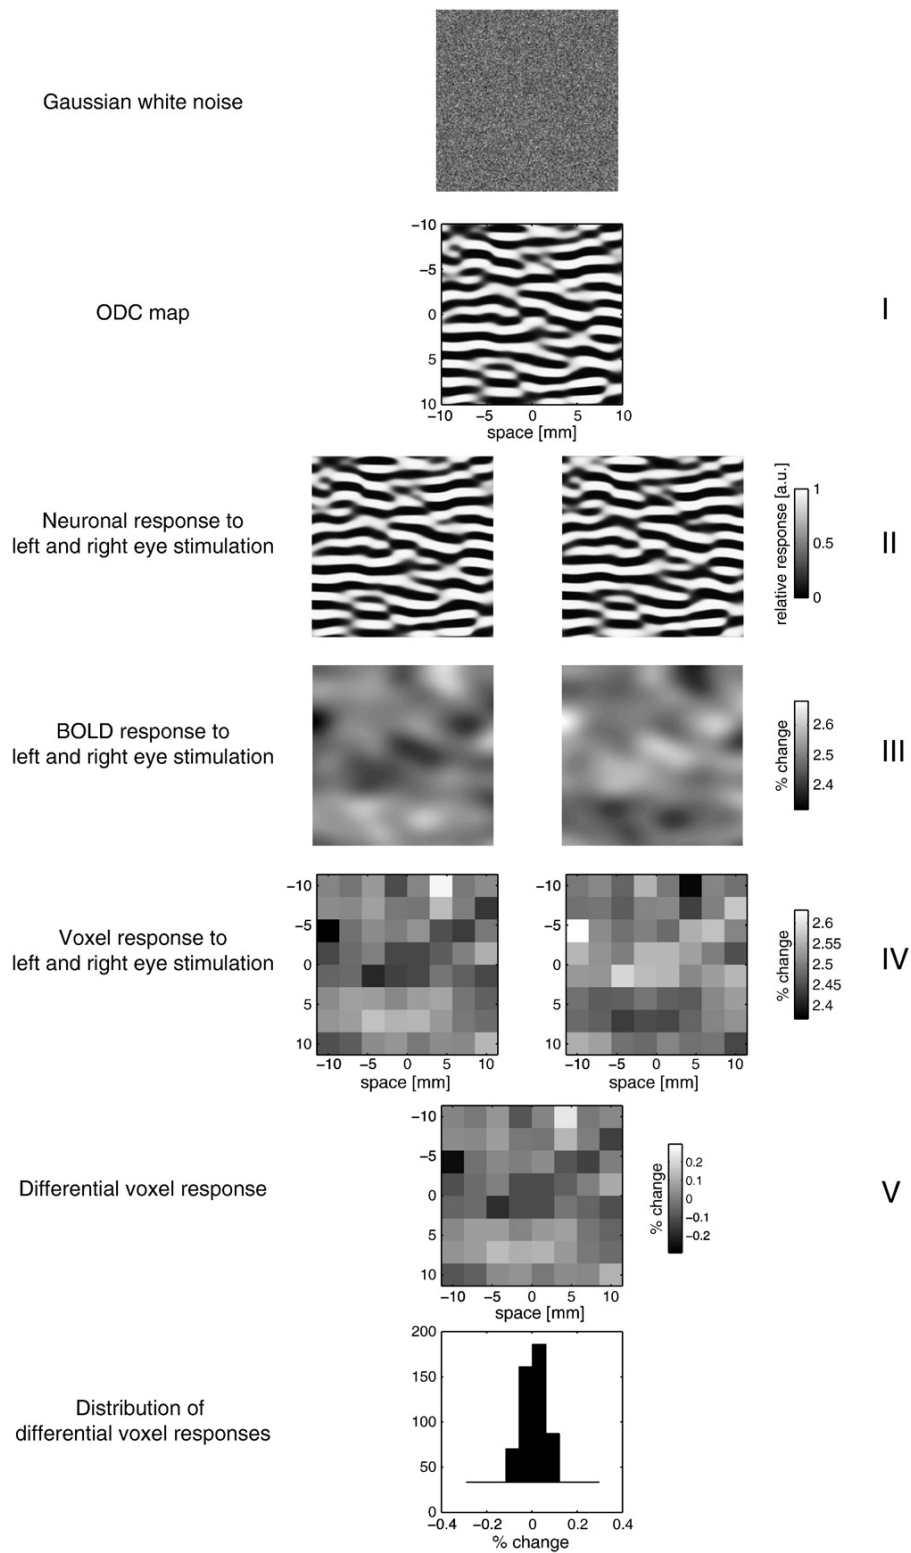 Gaussian white noise
−10
−5
0
5
10
−10 −5 0 5 10
space [mm]
ODC map
I
Neuronal response to
left and right eye stimulation
relative response [a.u.]
1
0.5
0
II
BOLD response to
left and right eye stimulation
% change
2.6
2.5
2.4
III
Voxel response to
left and right eye stimulation
−10
−5
0
5
10
−10 −5 0 5 10
space [mm]
−10
−5
0
5
10
−10 −5 0 5 10
space [mm]
% change
2.6
2.55
2.5
2.45
2.4
IV
Differential voxel response
−10
−5
0
5
10
−10 −5 0 5 10
space [mm]
% change
0.2
0.1
0
−0.1
−0.2
V
Distribution of
differential voxel responses
200
150
100
50
0
−0.4 −0.2 0 0.2 0.4
% change